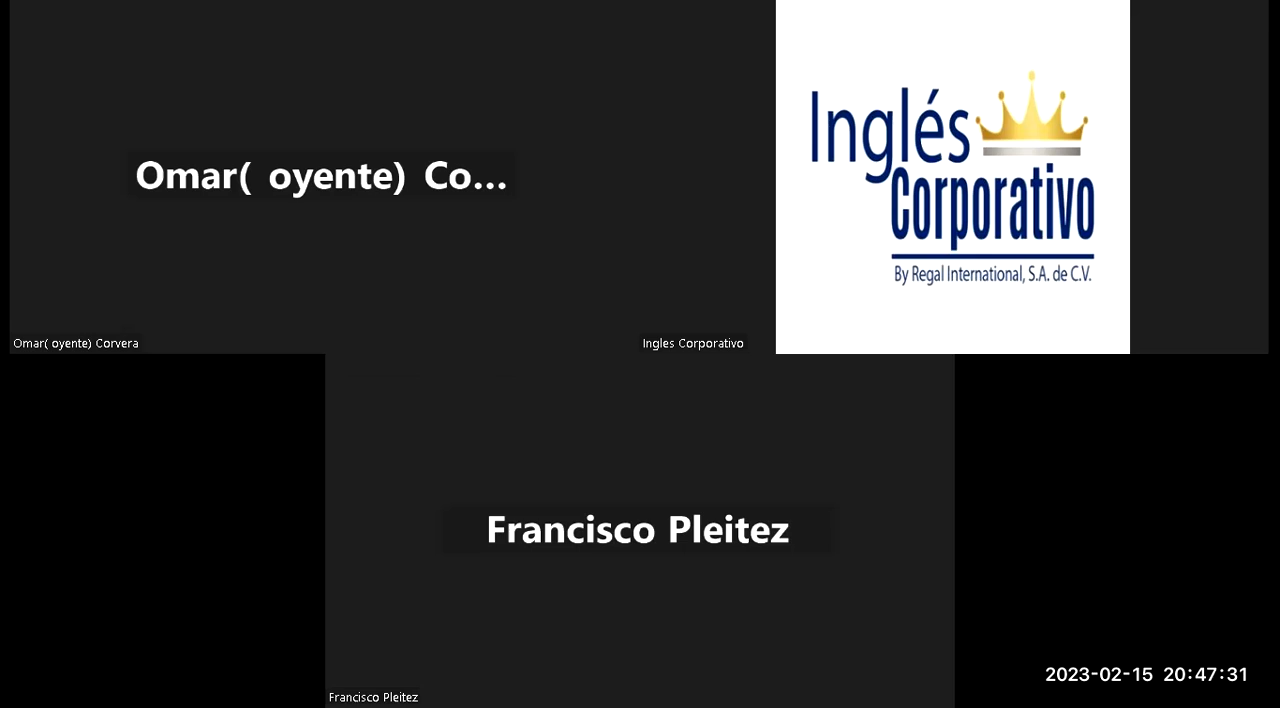 Omar( oyente) Co...
Omar( oyente) Corvera
Inglés
Corporativo
By Regal International, S.A. de C.V.
Ingles Corporativo
Francisco Pleitez
Francisco Pleitez
2023-02-15 20:47:31